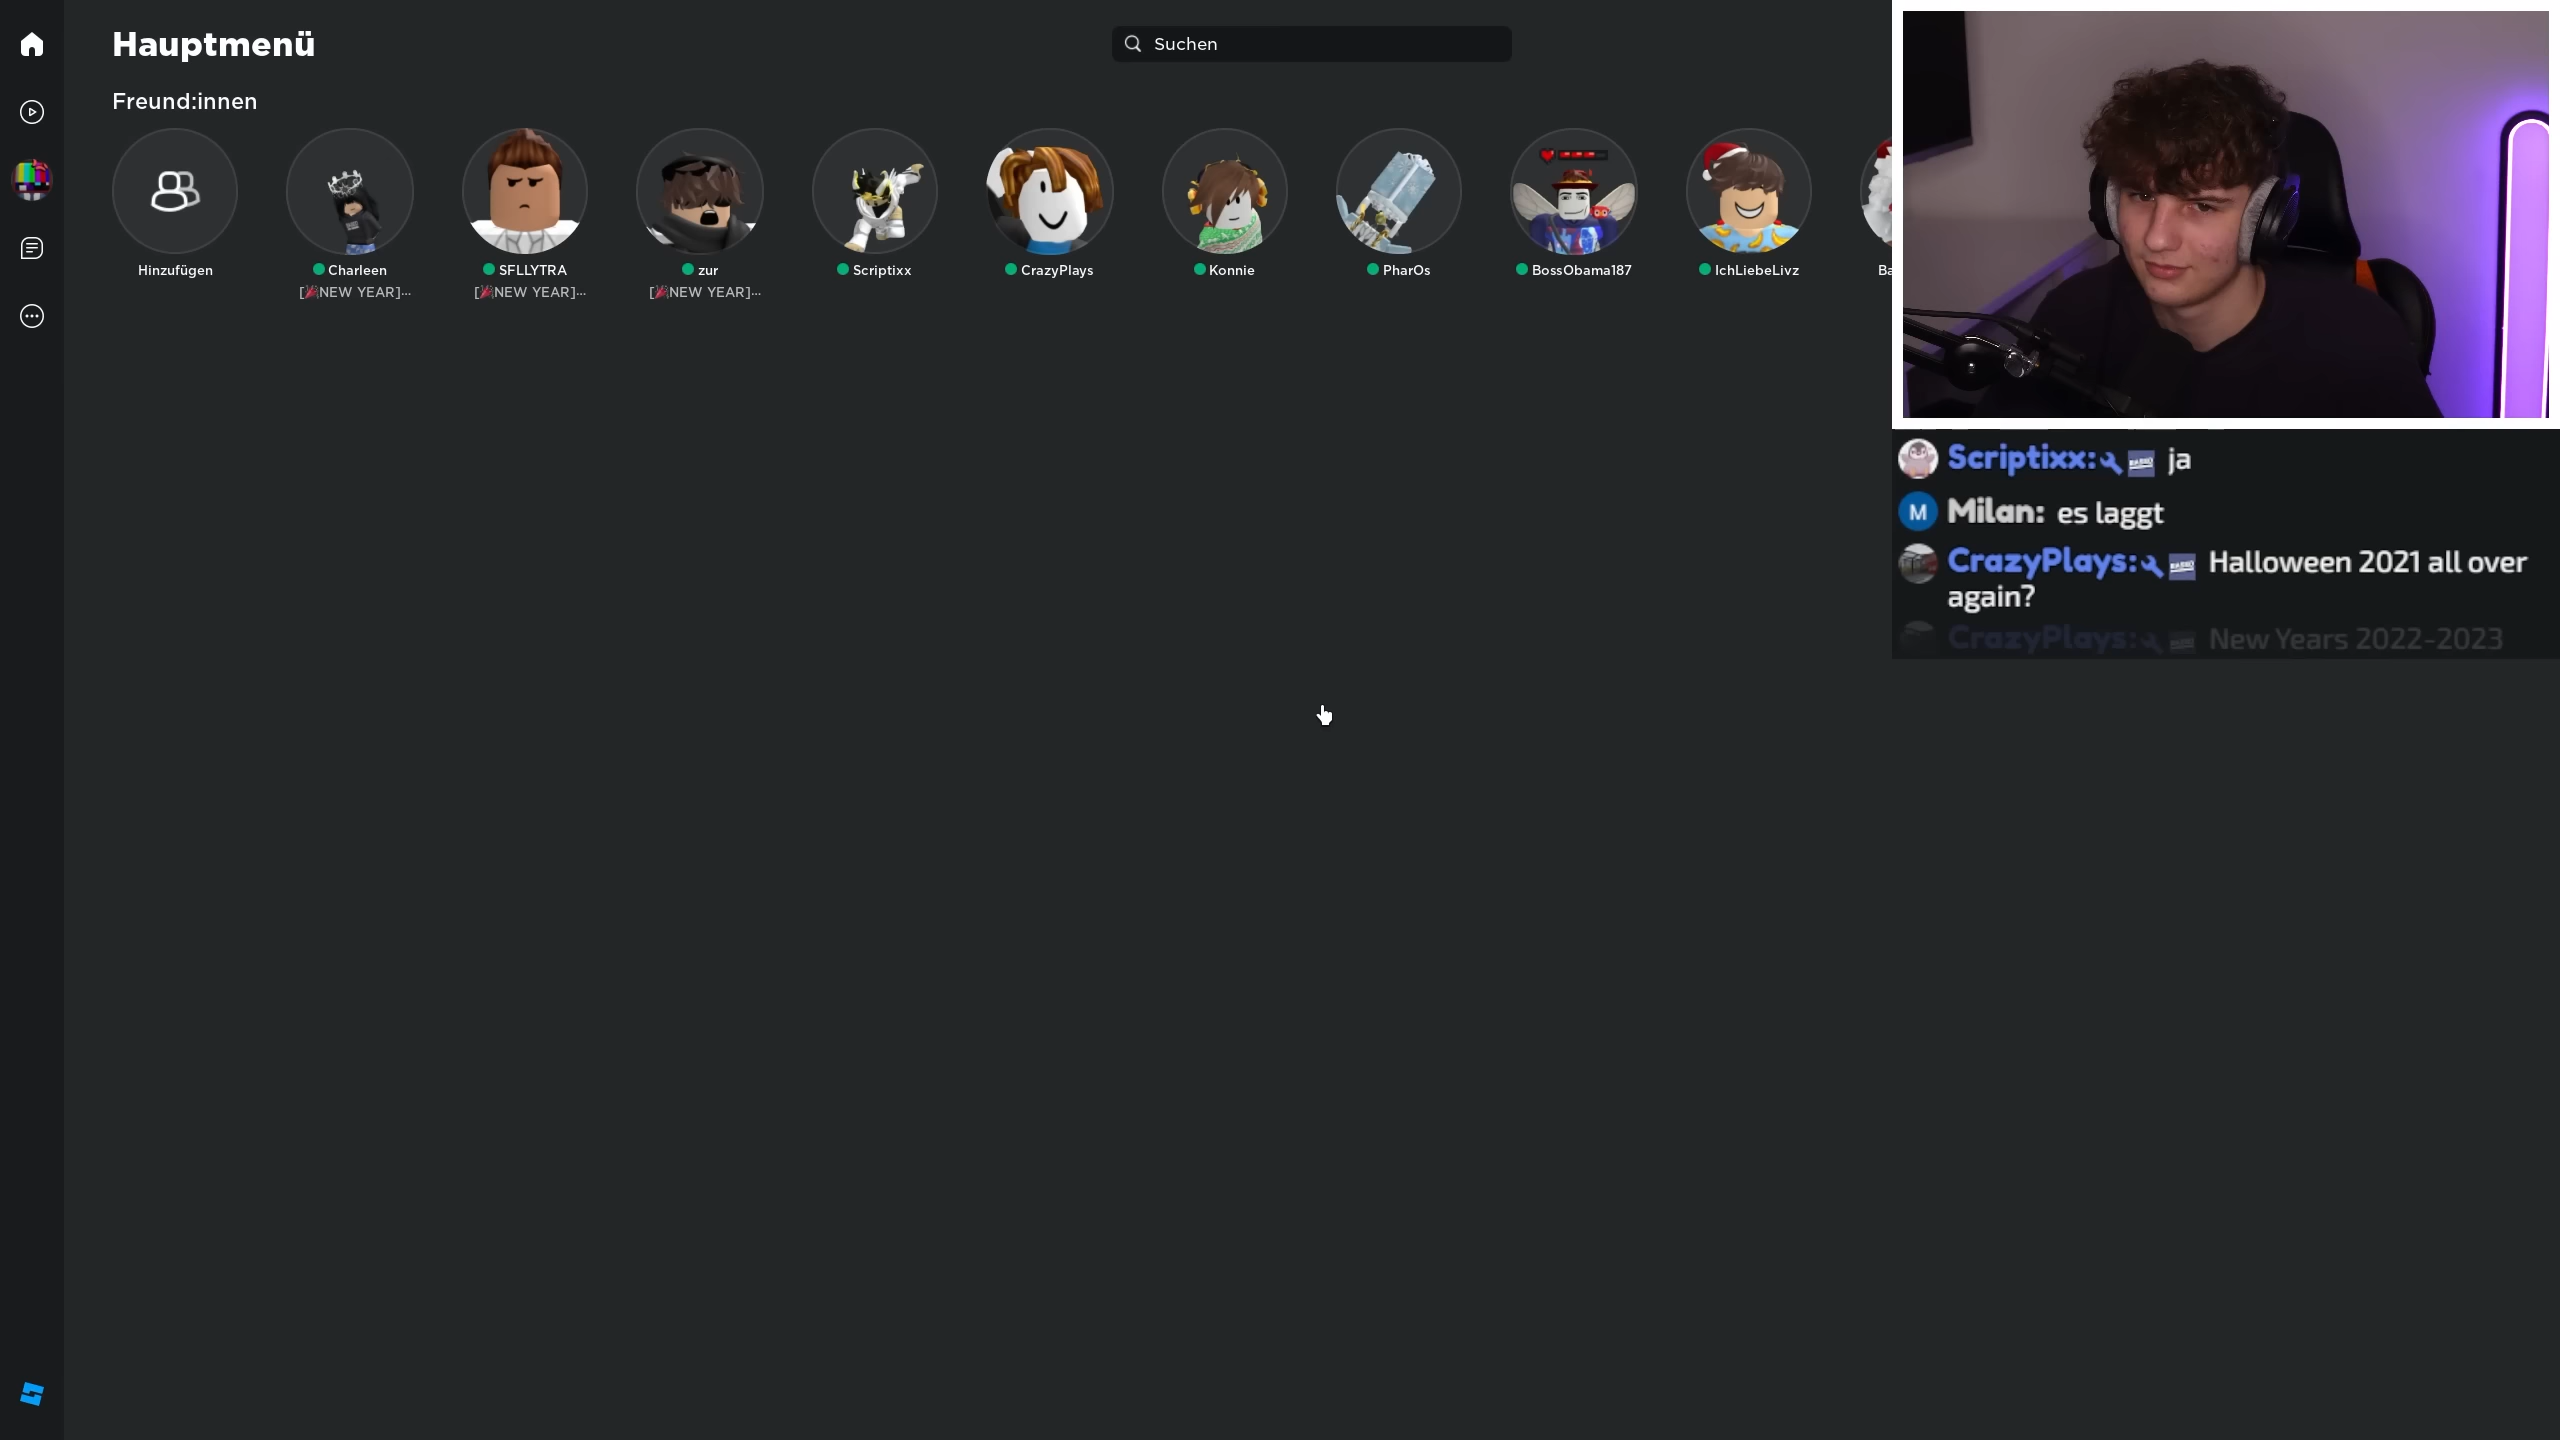 Hauptmenü
Suchen
Freund:innen
Hinzufügen
Charleen
[🎉NEW YEAR]...
SFLLYTRA
[🎉NEW YEAR]...
zur
[🎉NEW YEAR]...
Scriptixx
CrazyPlays
Konnie
PharOs
BossObama187
IchLiebeLivz
Ba
Scriptixx: ja
M
Milan: es laggt
CrazyPlays: Halloween 2021 all over
again?
CrazyPlays: New Years 2022-2023